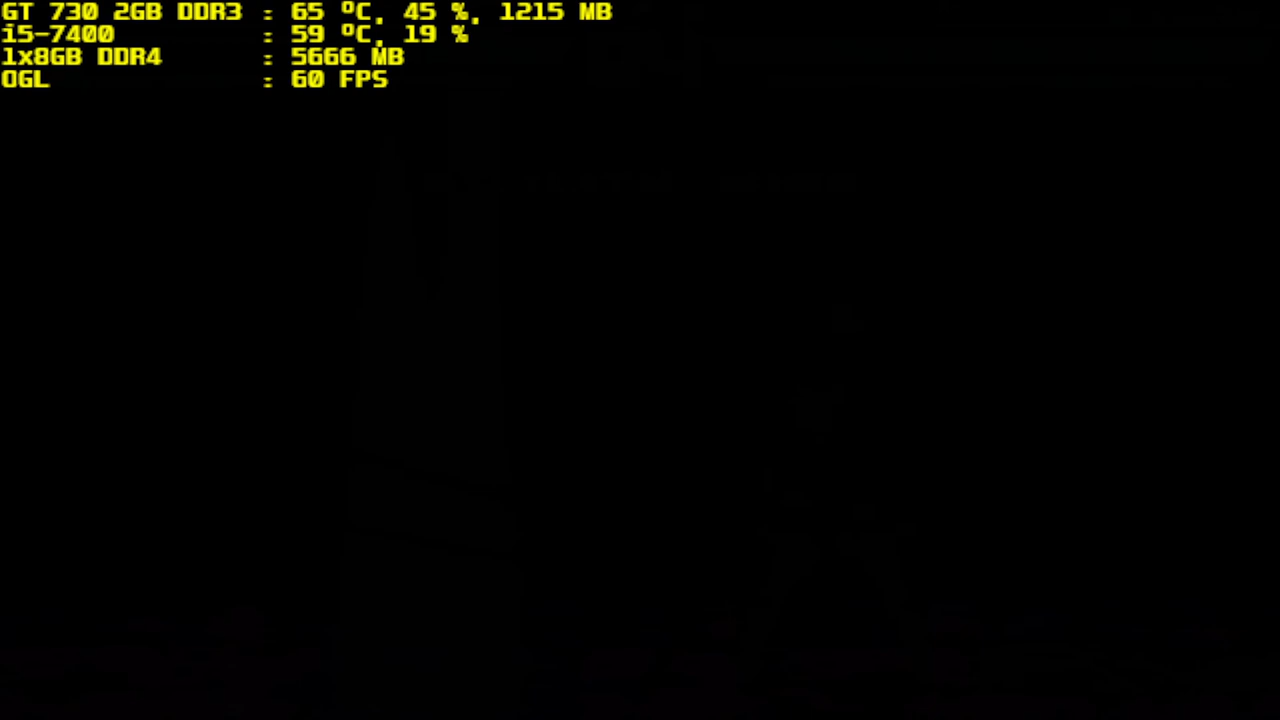 GT 730 2GB DDR3 : 65 ºC, 45 %, 1215 MB
i5-7400 : 59 ºC, 19 %
1x8GB DDR4 : 5666 MB
OGL : 60 FPS